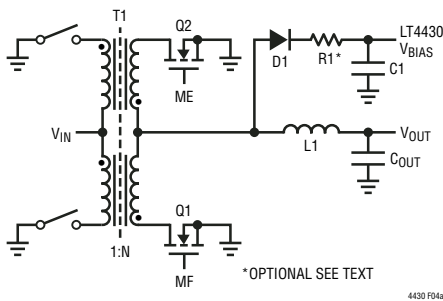 T1
Q2
ME
D1
R1*
LT4430
VBIAS
C1
VIN
L1
VOUT
COUT
Q1
MF
1:N
*OPTIONAL SEE TEXT
4430 F04a